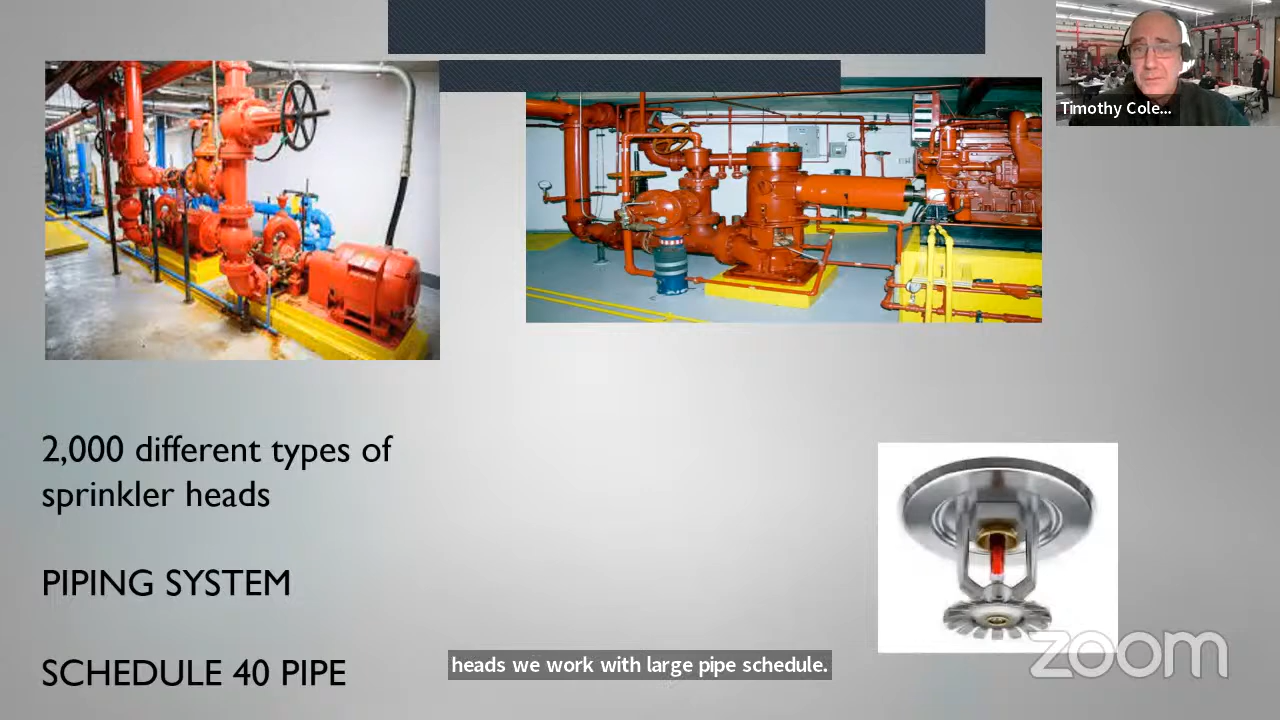 Timothy Cole...
2,000 different types of
sprinkler heads
PIPING SYSTEM
SCHEDULE 40 PIPE
heads we work with large pipe schedule.
zoom